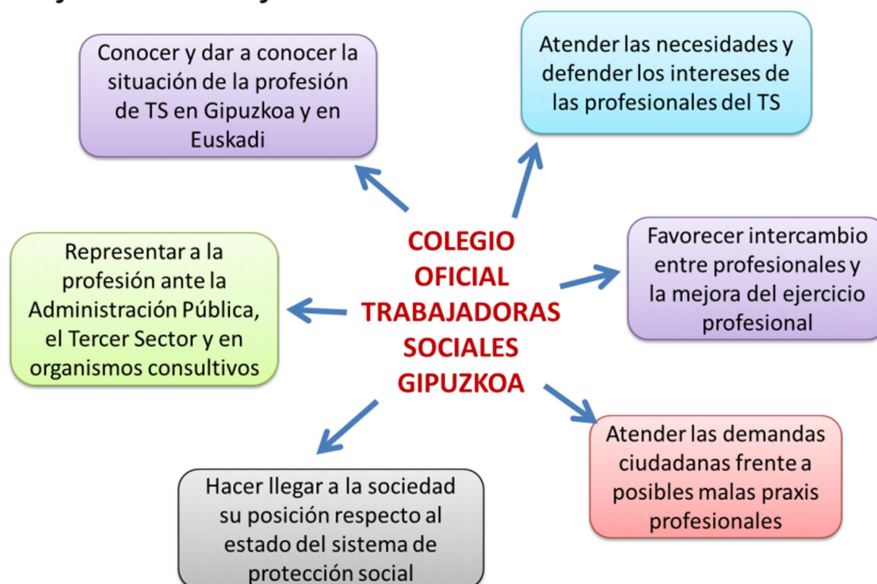 Conocer y dar a conocer la
situación de la profesión
de TS en Gipuzkoa y en
Euskadi
Atender las necesidades y
defender los intereses de
las profesionales del TS
Representar a la
profesión ante la
Administración Pública,
el Tercer Sector y en
organismos consultivos
COLEGIO
OFICIAL
TRABAJADORAS
SOCIALES
GIPUZKOA
Favorecer intercambio
entre profesionales y
la mejora del ejercicio
profesional
Hacer llegar a la sociedad
su posición respecto al
estado del sistema de
protección social
Atender las demandas
ciudadanas frente a
posibles malas praxis
profesionales